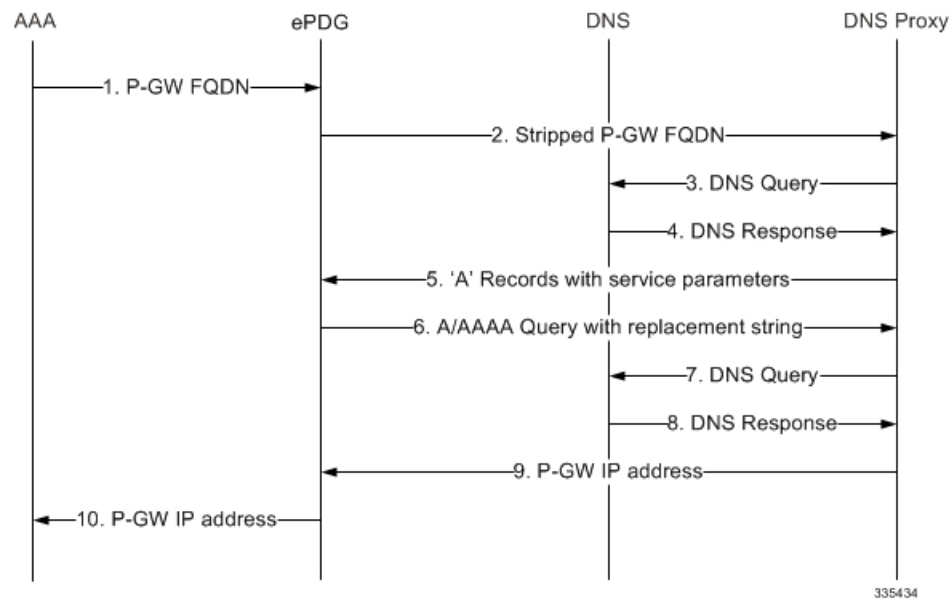 AAA ePDG DNS DNS Proxy
1. P-GW FQDN
2. Stripped P-GW FQDN
3. DNS Query
4. DNS Response
5. ‘A’ Records with service parameters
6. A/AAAA Query with replacement string
7. DNS Query
8. DNS Response
9. P-GW IP address
10. P-GW IP address
335434